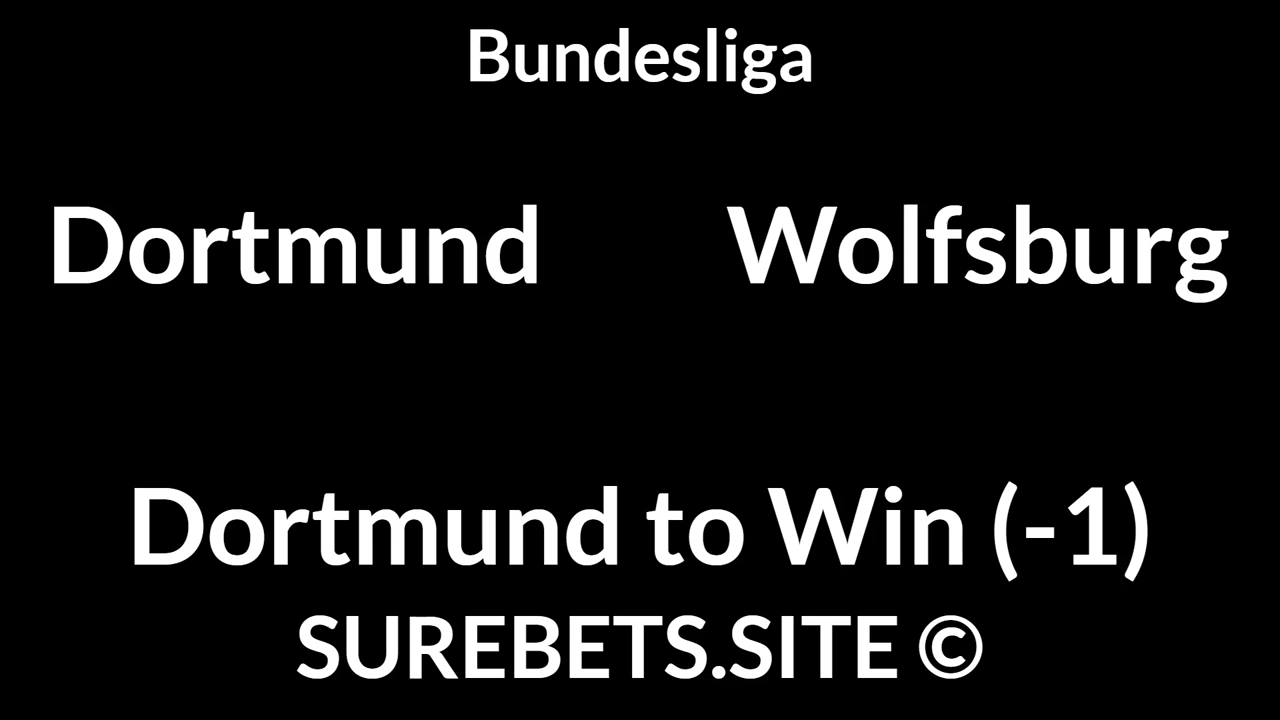 Bundesliga
Dortmund Wolfsburg
Dortmund to Win (-1)
SUREBETS.SITE ©